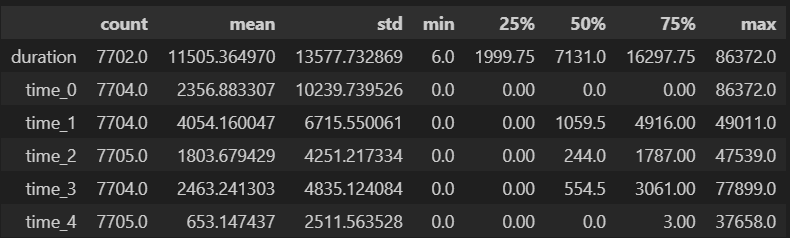 count mean std min 25% 50% 75% max
duration 7702.0 11505.364970 13577.732869 6.0 1999.75 7131.0 16297.75 86372.0
time_0 7704.0 2356.883307 10239.739526 0.0 0.00 0.0 0.00 86372.0
time_1 7704.0 4054.160047 6715.550061 0.0 0.00 1059.5 4916.00 49011.0
time_2 7705.0 1803.679429 4251.217334 0.0 0.00 244.0 1787.00 47539.0
time_3 7704.0 2463.241303 4835.124084 0.0 0.00 554.5 3061.00 77899.0
time_4 7705.0 653.147437 2511.563528 0.0 0.00 0.0 3.00 37658.0